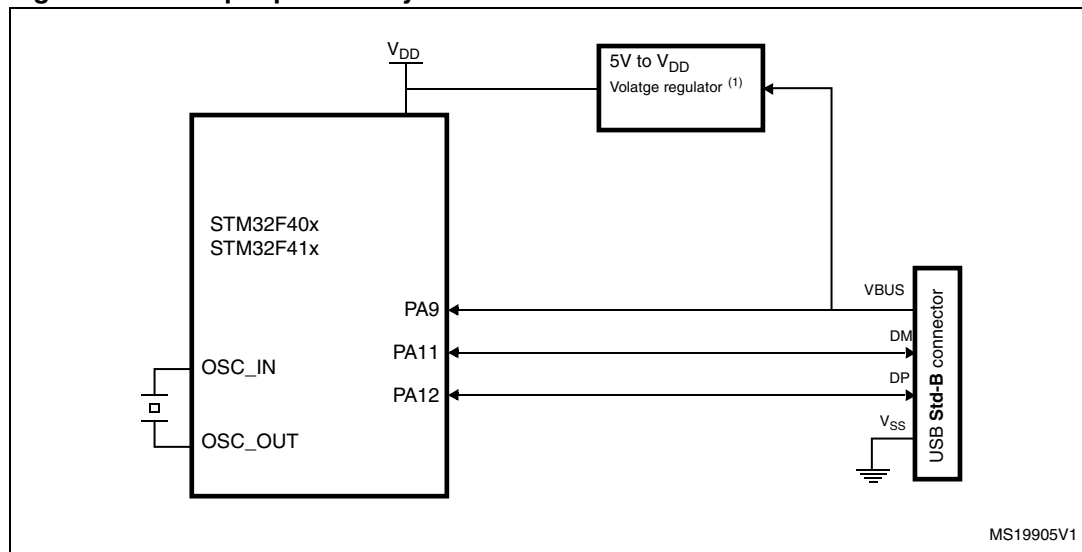 V_DD
5V to V_DD
Volatge regulator (1)
STM32F40x
STM32F41x
VBUS
PA9
DM
PA11
OSC_IN
DP
PA12
V_SS
OSC_OUT
USB Std-B connector
MS19905V1